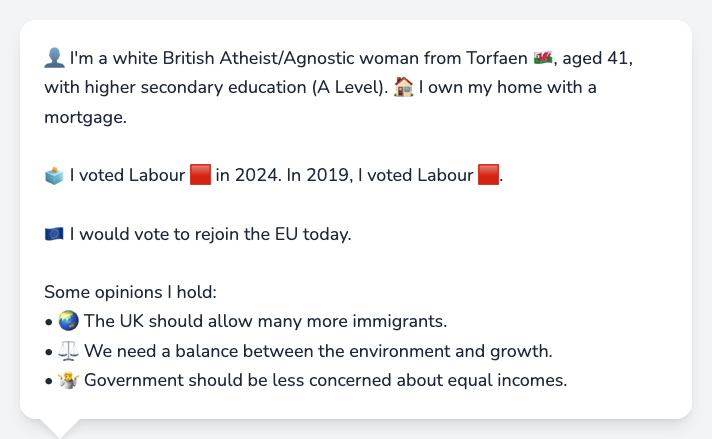 👤 I'm a white British Atheist/Agnostic woman from Torfaen 🏴󠁧󠁢󠁷󠁬󠁳󠁿, aged 41,
with higher secondary education (A Level). 🏠 I own my home with a
mortgage.
🗳️ I voted Labour 🟥 in 2024. In 2019, I voted Labour 🟥.
🇪🇺 I would vote to rejoin the EU today.
Some opinions I hold:
• 🌏 The UK should allow many more immigrants.
• ⚖️ We need a balance between the environment and growth.
• 🤷‍♀️ Government should be less concerned about equal incomes.